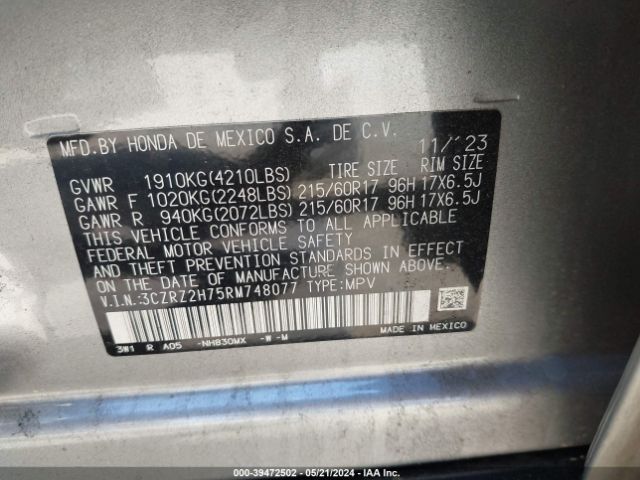 MFD.BY HONDA DE MEXICO S.A. DE C.V. 11/'23
TIRE SIZE RIM SIZE
GVWR 1910KG(4210LBS)
GAWR F 1020KG(2248LBS) 215/60R17 96H 17X6.5J
GAWR R 940KG(2072LBS) 215/60R17 96H 17X6.5J
THIS VEHICLE CONFORMS TO ALL APPLICABLE
FEDERAL MOTOR VEHICLE SAFETY
AND THEFT PREVENTION STANDARDS IN EFFECT
ON THE DATE OF MANUFACTURE SHOWN ABOVE.
V.I.N.:3CZRZ2H75RM748077 TYPE:MPV
3W1 R AD5 -NH830MX -W -M
MADE IN MEXICO
000-39472502 - 05/21/2024 - IAA Inc.